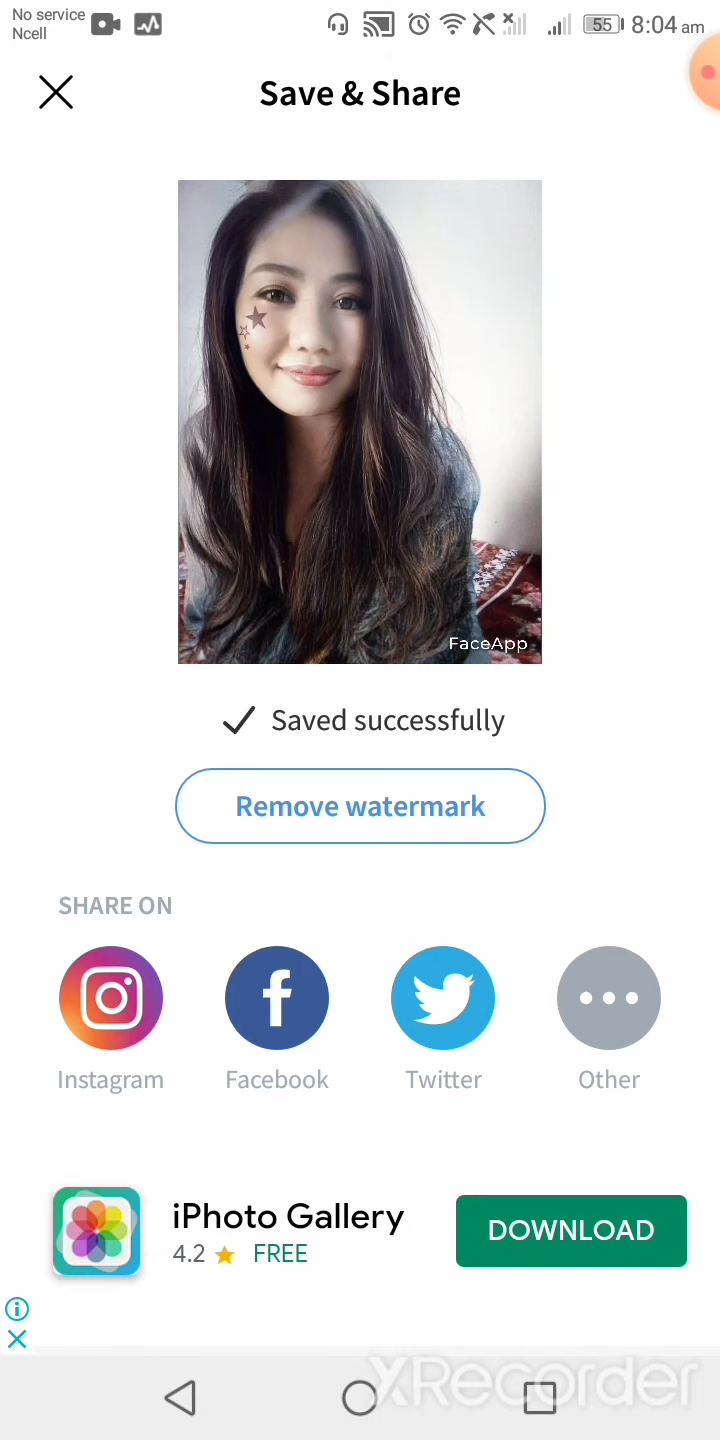 No service
Ncell
55
8:04 am
Save & Share
FaceApp
Saved successfully
Remove watermark
SHARE ON
Instagram
Facebook
Twitter
Other
iPhoto Gallery
4.2 ★ FREE
DOWNLOAD
XRecorder